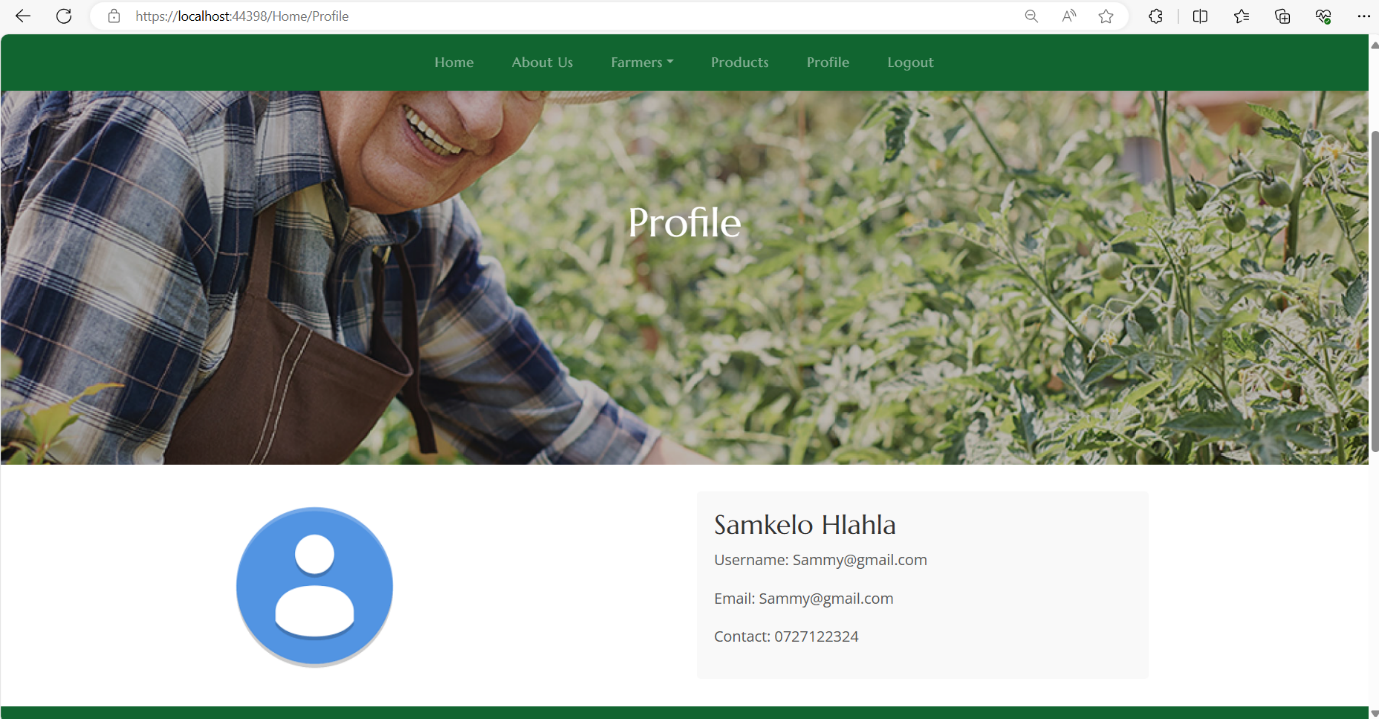 https://localhost:44398/Home/Profile
Home About Us Farmers Products Profile Logout
Profile
Samkelo Hlahla
Username: Sammy@gmail.com
Email: Sammy@gmail.com
Contact: 0727122324